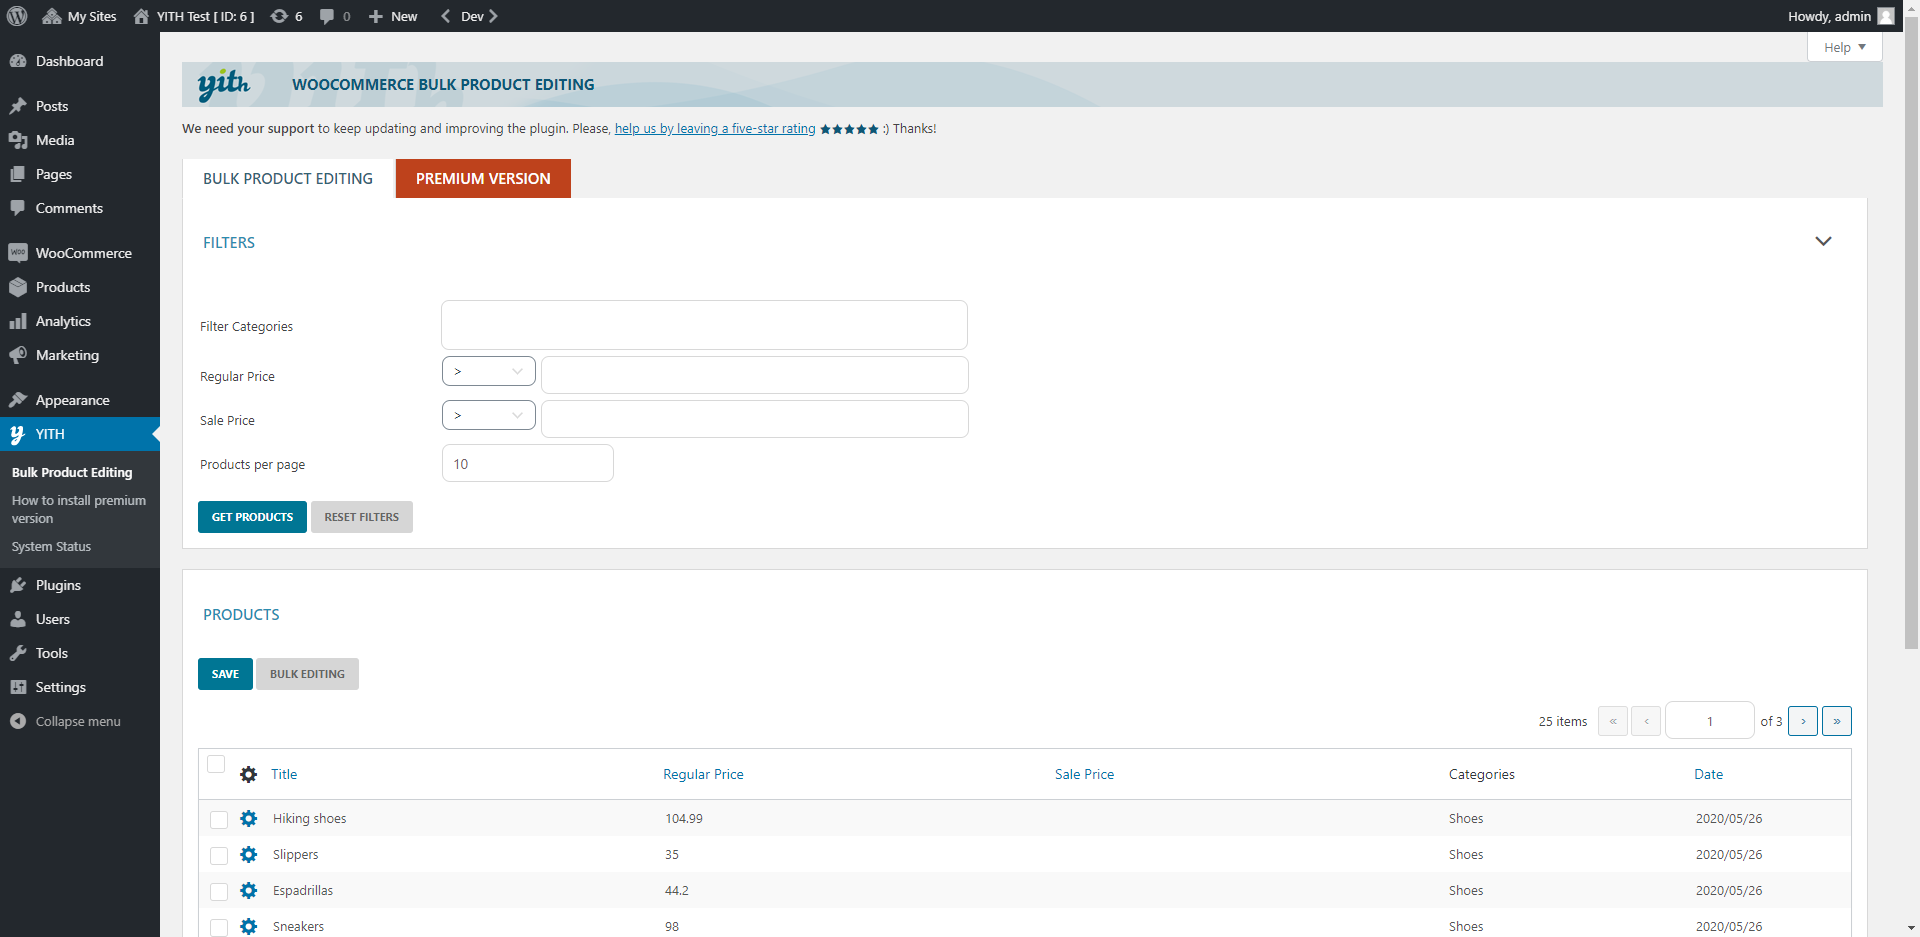 My Sites
YITH Test [ ID: 6 ]
6
0
New
Dev
Howdy, admin
Help
Dashboard
Posts
Media
Pages
Comments
WooCommerce
Products
Analytics
Marketing
Appearance
YITH
Bulk Product Editing
How to install premium
version
System Status
Plugins
Users
Tools
Settings
Collapse menu
yith
WOOCOMMERCE BULK PRODUCT EDITING
We need your support to keep updating and improving the plugin. Please, help us by leaving a five-star rating ★★★★★ :) Thanks!
BULK PRODUCT EDITING
PREMIUM VERSION
FILTERS
Filter Categories
Regular Price
>
Sale Price
>
Products per page
10
GET PRODUCTS
RESET FILTERS
PRODUCTS
SAVE
BULK EDITING
25 items « ‹ 1 of 3 › »
Title Regular Price Sale Price Categories Date
Hiking shoes 104.99 Shoes 2020/05/26
Slippers 35 Shoes 2020/05/26
Espadrillas 44.2 Shoes 2020/05/26
Sneakers 98 Shoes 2020/05/26